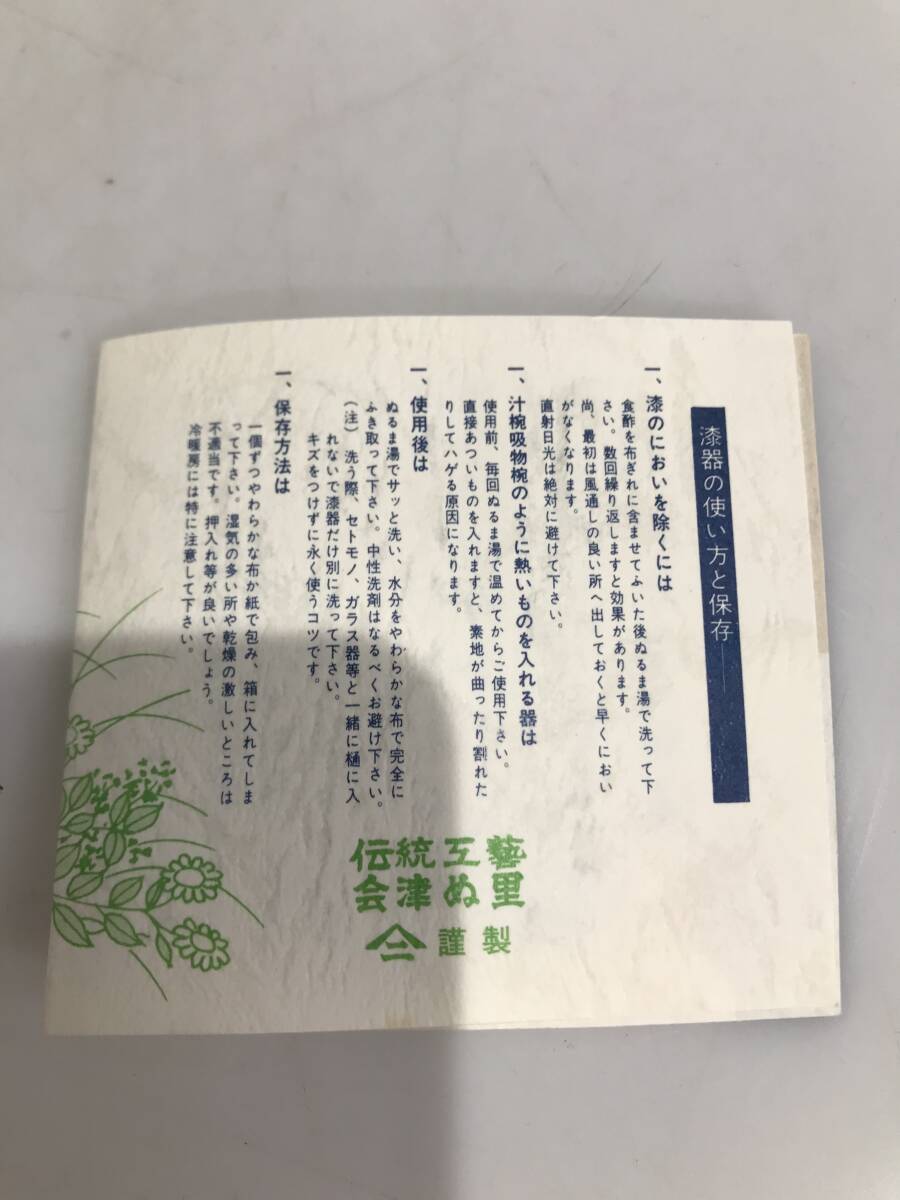 漆器の使い方と保存
一、漆のにおいを除くには
食酢を布ぎれに含ませてふいた後ぬるま湯で洗って下
さい。数回繰り返しますと効果があります。
尚、最初は風通しの良い所へ出しておくと早くにおい
がなくなります。
直射日光は絶対に避けて下さい。
一、汁椀吸物椀のように熱いものを入れる器は
使用前、毎回ぬるま湯で温めてからご使用下さい。
直接あついものを入れますと、素地が曲ったり割れた
りしてハゲる原因になります。
一、使用後は
ぬるま湯でサッと洗い、水分をやわらかな布で完全に
ふき取って下さい。中性洗剤はなるべくお避け下さい。
(注) 洗う際、セトモノ、ガラス器等と一緒に樋に入
れないで漆器だけ別に洗って下さい。
キズをつけずに永く使うコツです。
一、保存方法は
一個ずつやわらかな布か紙で包み、箱に入れてしま
って下さい。湿気の多い所や乾燥の激しいところは
不適当です。押入れ等が良いでしょう。
冷暖房には特に注意して下さい。
伝統工藝
会津ぬ里
謹製